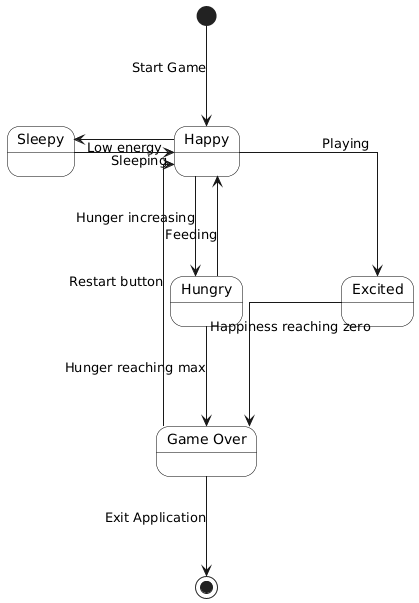 Start Game
Sleepy
Happy
Playing
Low energy
Sleeping
Hunger increasing
Feeding
Restart button
Hungry
Excited
Happiness reaching zero
Hunger reaching max
Game Over
Exit Application